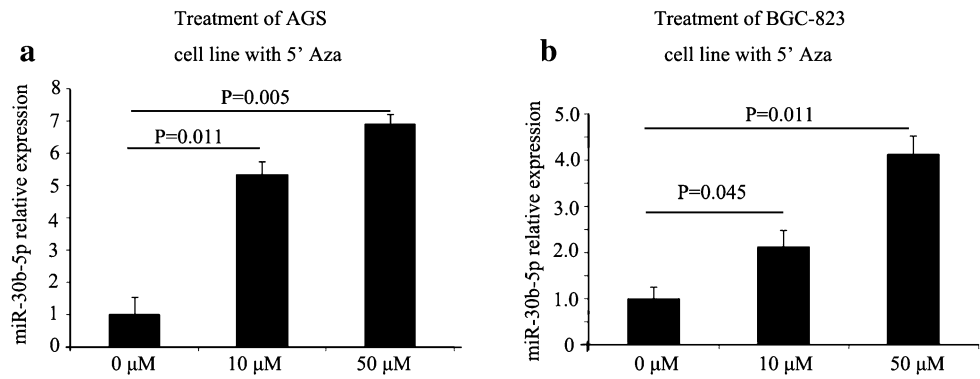 a
Treatment of AGS
cell line with 5’ Aza
miR-30b-5p relative expression
8
7
6
5
4
3
2
1
0
P=0.005
P=0.011
0 μM
10 μM
50 μM
b
Treatment of BGC-823
cell line with 5’ Aza
miR-30b-5p relative expression
5.0
4.0
3.0
2.0
1.0
0
P=0.011
P=0.045
0 μM
10 μM
50 μM